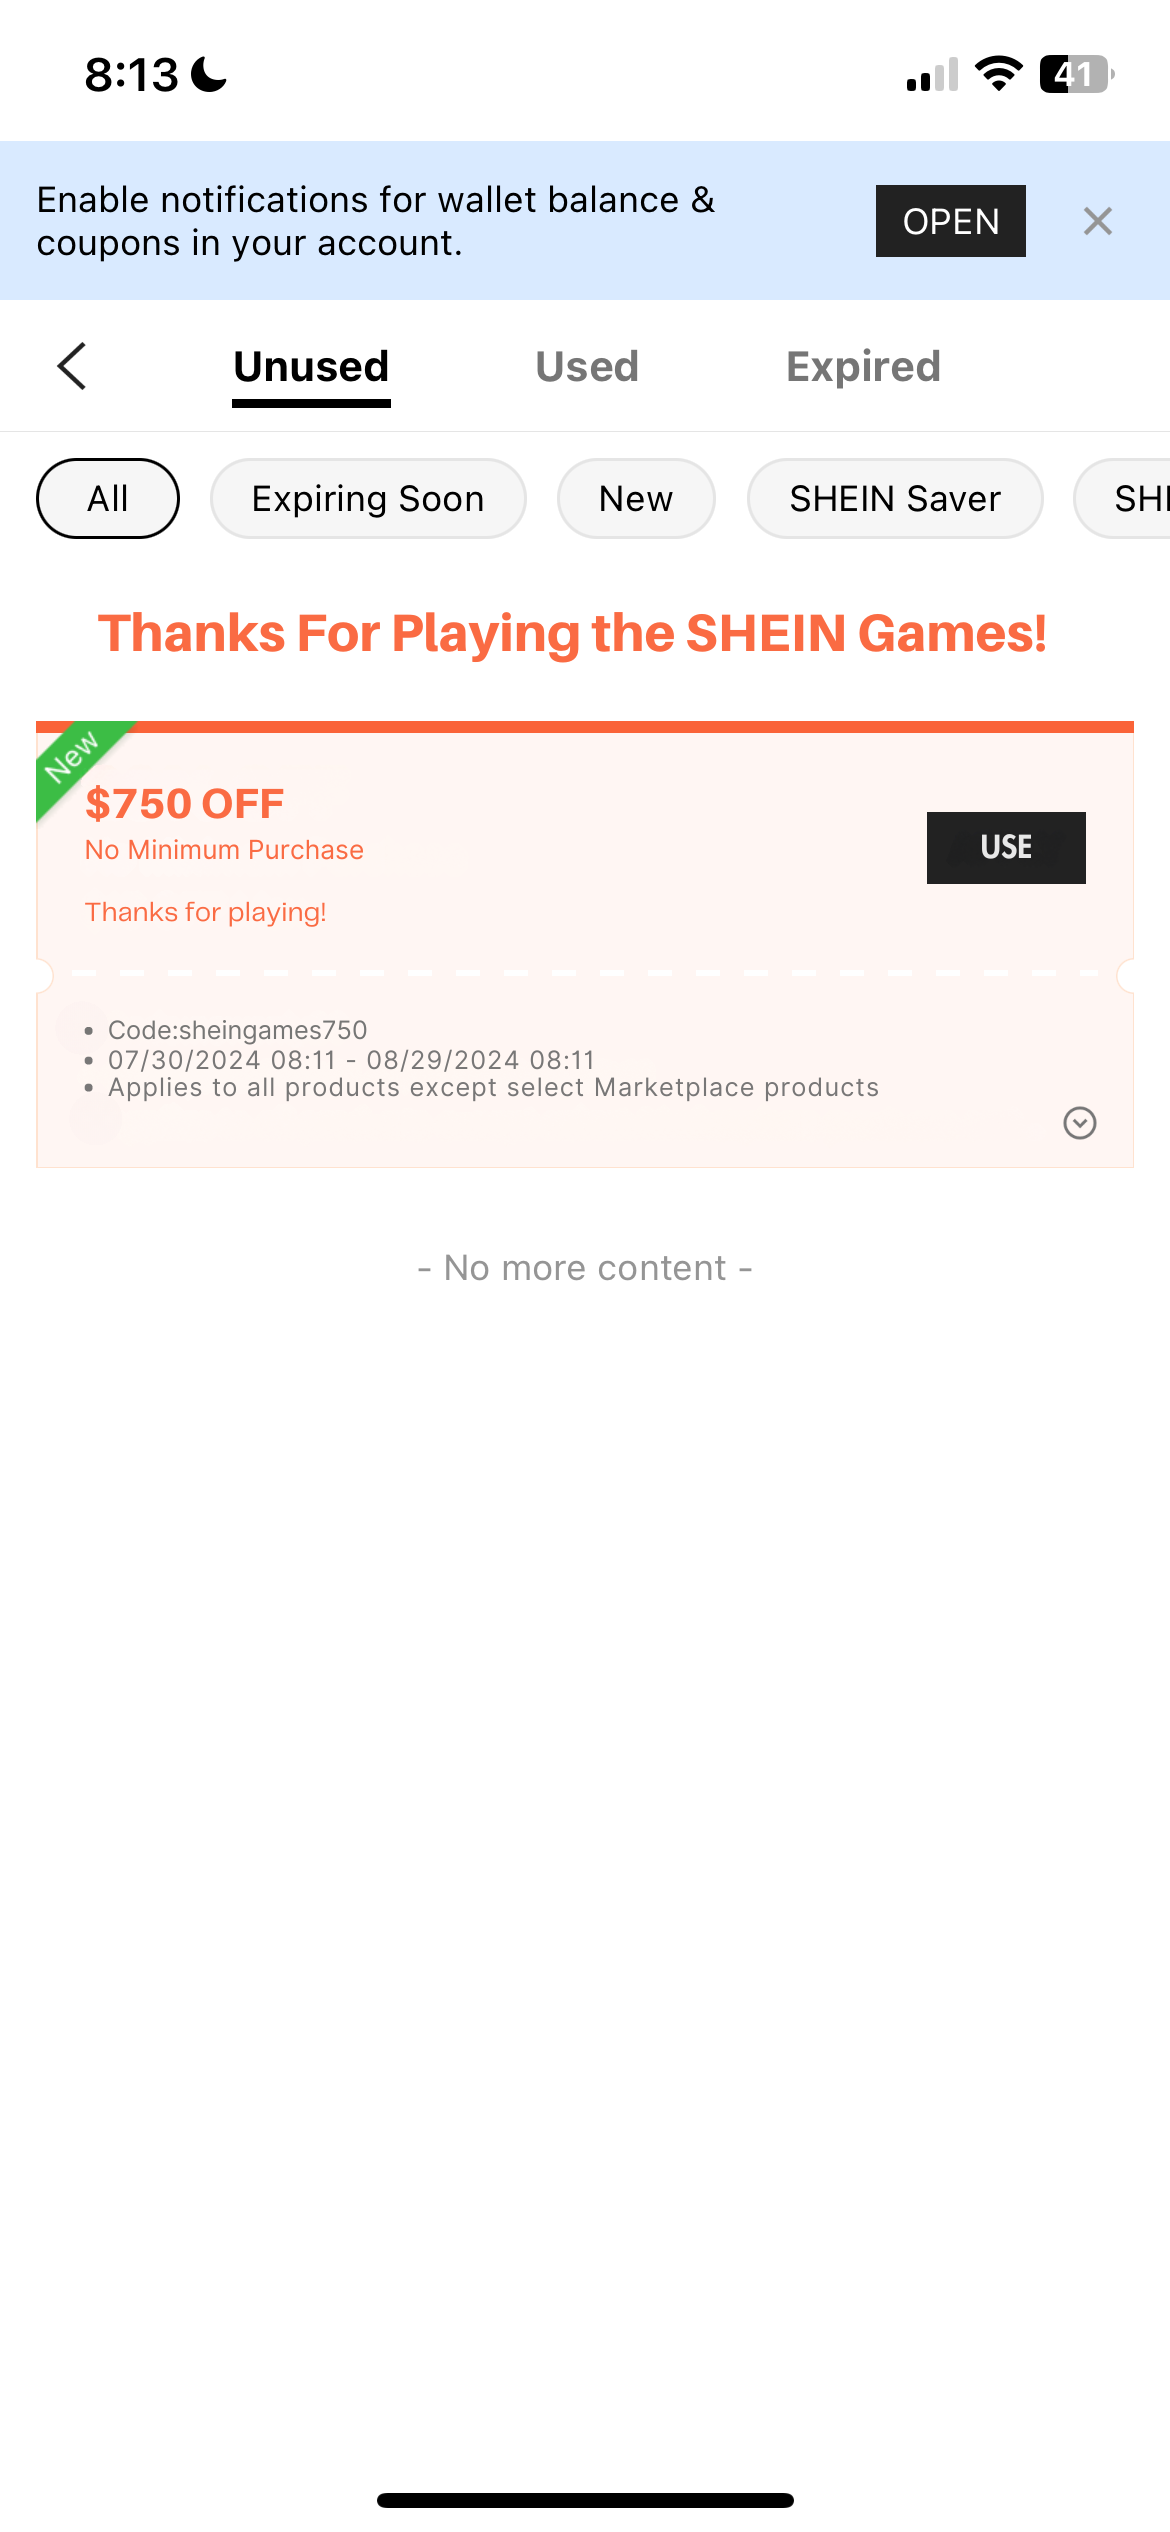 8:13
41
Enable notifications for wallet balance &
coupons in your account.
OPEN
Unused
Used
Expired
All
Expiring Soon
New
SHEIN Saver
SHE
Thanks For Playing the SHEIN Games!
New
$750 OFF
No Minimum Purchase
USE
Thanks for playing!
• Code:sheingames750
• 07/30/2024 08:11 - 08/29/2024 08:11
• Applies to all products except select Marketplace products
- No more content -